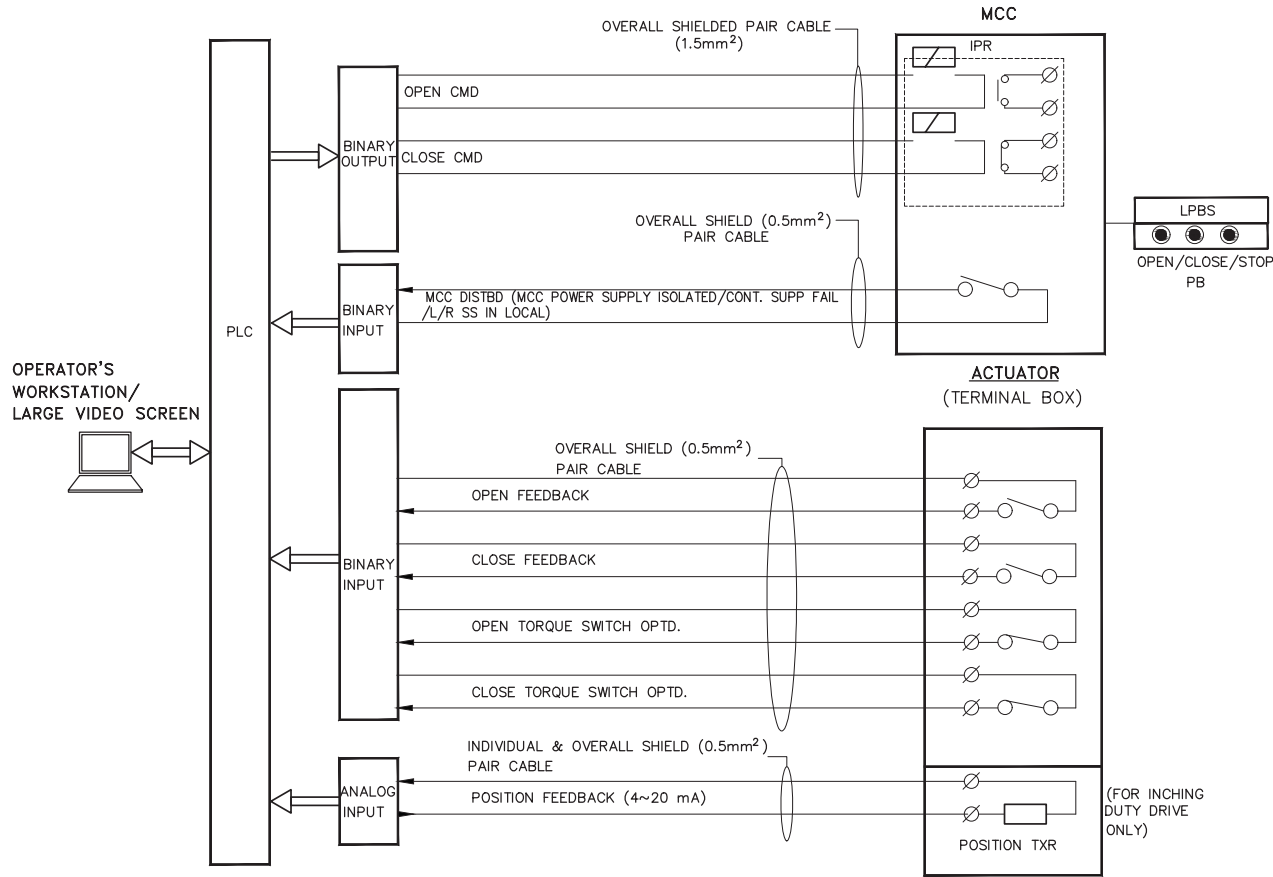 MCC
OVERALL SHIELDED PAIR CABLE
(1.5mm²)
IPR
OPEN CMD
BINARY
OUTPUT
CLOSE CMD
OVERALL SHIELD (0.5mm²)
PAIR CABLE
LPBS
OPEN/CLOSE/STOP
PB
MCC DISTBD (MCC POWER SUPPLY ISOLATED/CONT. SUPP FAIL
/L/R SS IN LOCAL)
BINARY
INPUT
PLC
OPERATOR'S
WORKSTATION/
LARGE VIDEO SCREEN
ACTUATOR
(TERMINAL BOX)
OVERALL SHIELD (0.5mm²)
PAIR CABLE
OPEN FEEDBACK
CLOSE FEEDBACK
BINARY
INPUT
OPEN TORQUE SWITCH OPTD.
CLOSE TORQUE SWITCH OPTD.
INDIVIDUAL & OVERALL SHIELD (0.5mm²)
PAIR CABLE
ANALOG
INPUT
POSITION FEEDBACK (4~20 mA)
POSITION TXR
(FOR INCHING
DUTY DRIVE
ONLY)